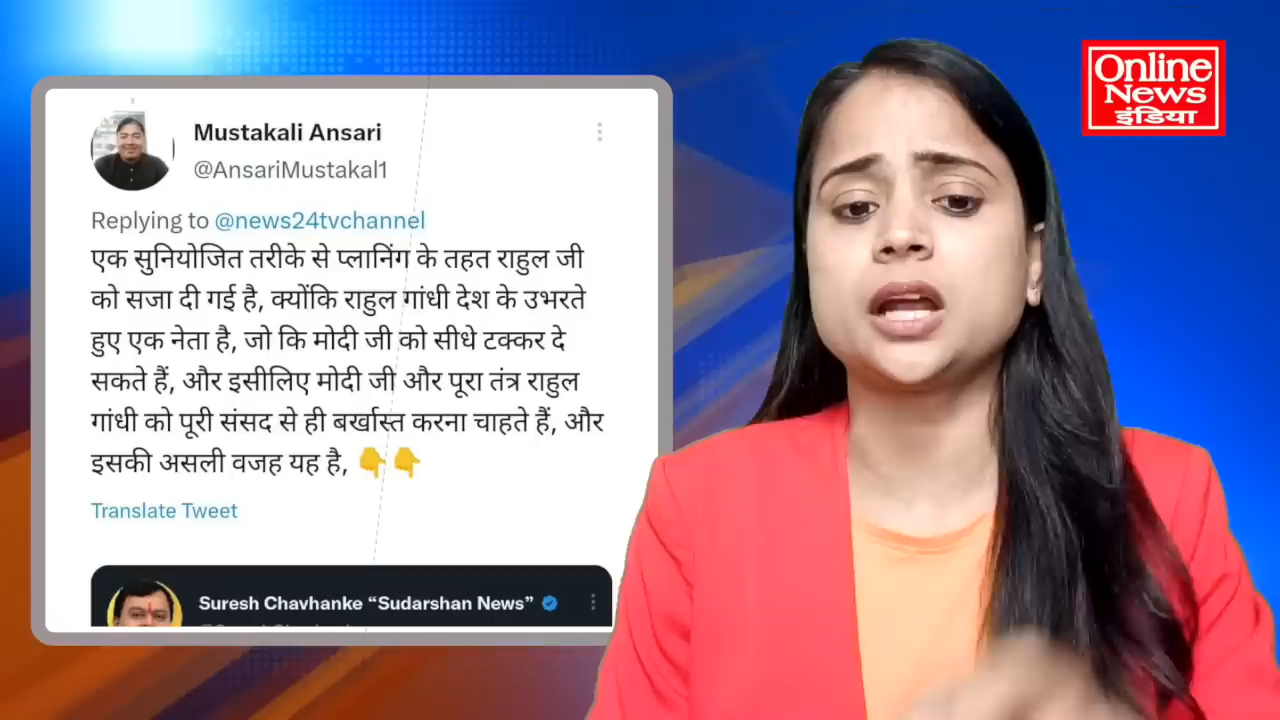 Mustakali Ansari
@AnsariMustakal1
Replying to @news24tvchannel
एक सुनियोजित तरीके से प्लानिंग के तहत राहुल जी
को सजा दी गई है, क्योंकि राहुल गांधी देश के उभरते
हुए एक नेता है, जो कि मोदी जी को सीधे टक्कर दे
सकते हैं, और इसीलिए मोदी जी और पूरा तंत्र राहुल
गांधी को पूरी संसद से ही बर्खास्त करना चाहते हैं, और
इसकी असली वजह यह है, 👇👇
Translate Tweet
Suresh Chavhanke “Sudarshan News”
Online
News
इंडिया